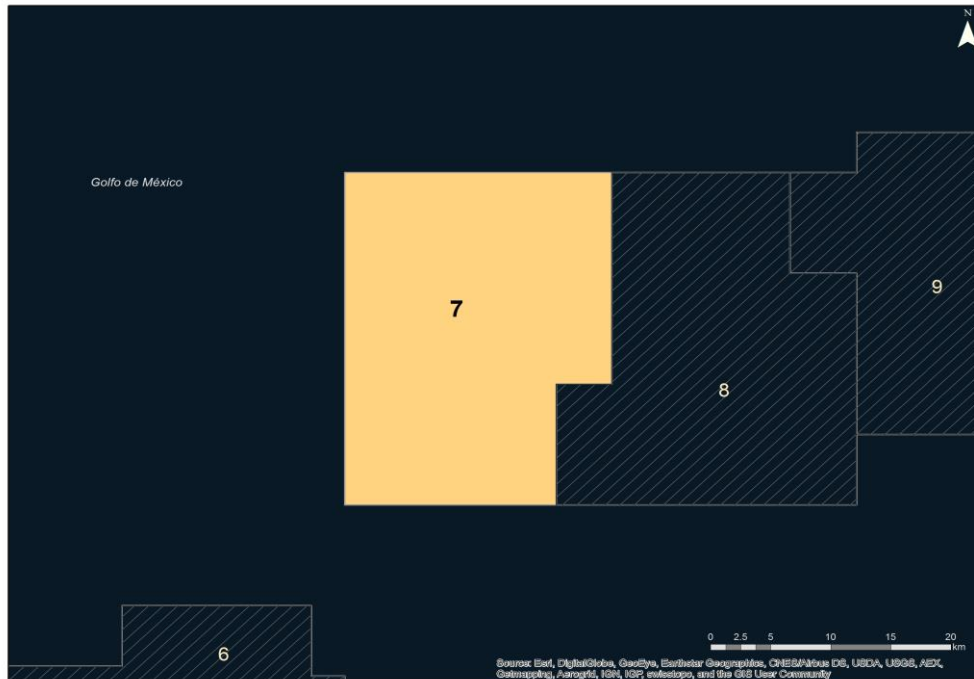 N
Golfo de México
7
9
8
6
0 2.5 5 10 15 20
km
Source: Esri, DigitalGlobe, GeoEye, Earthstar Geographics, CNES/Airbus DS, USDA, USGS, AEX,
Getmapping, Aerogrid, IGN, IGP, swisstopo, and the GIS User Community